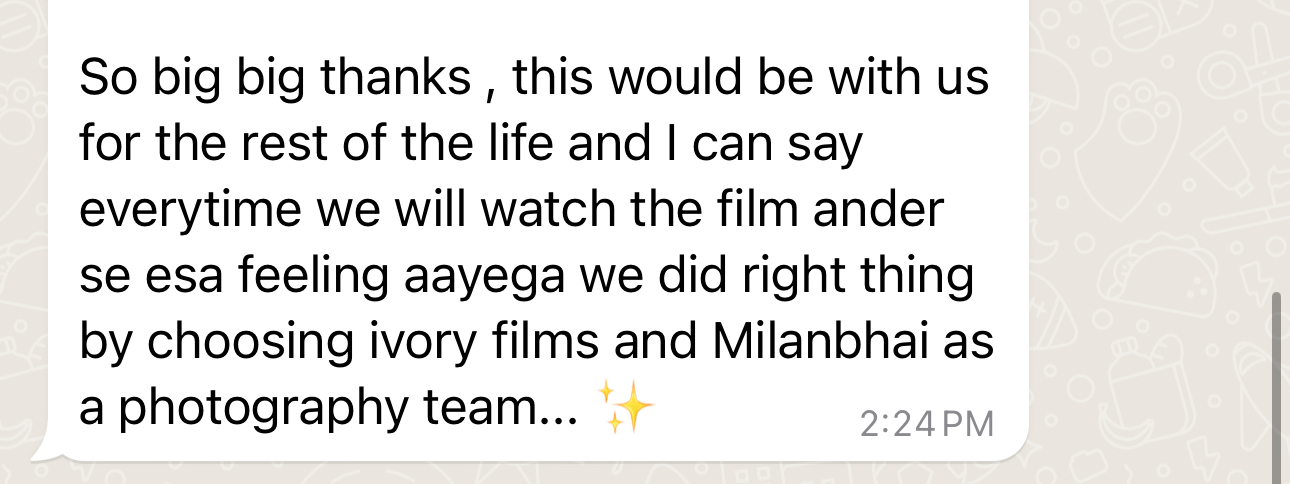 So big big thanks , this would be with us
for the rest of the life and I can say
everytime we will watch the film ander
se esa feeling aayega we did right thing
by choosing ivory films and Milanbhai as
a photography team... ✨
2:24 PM